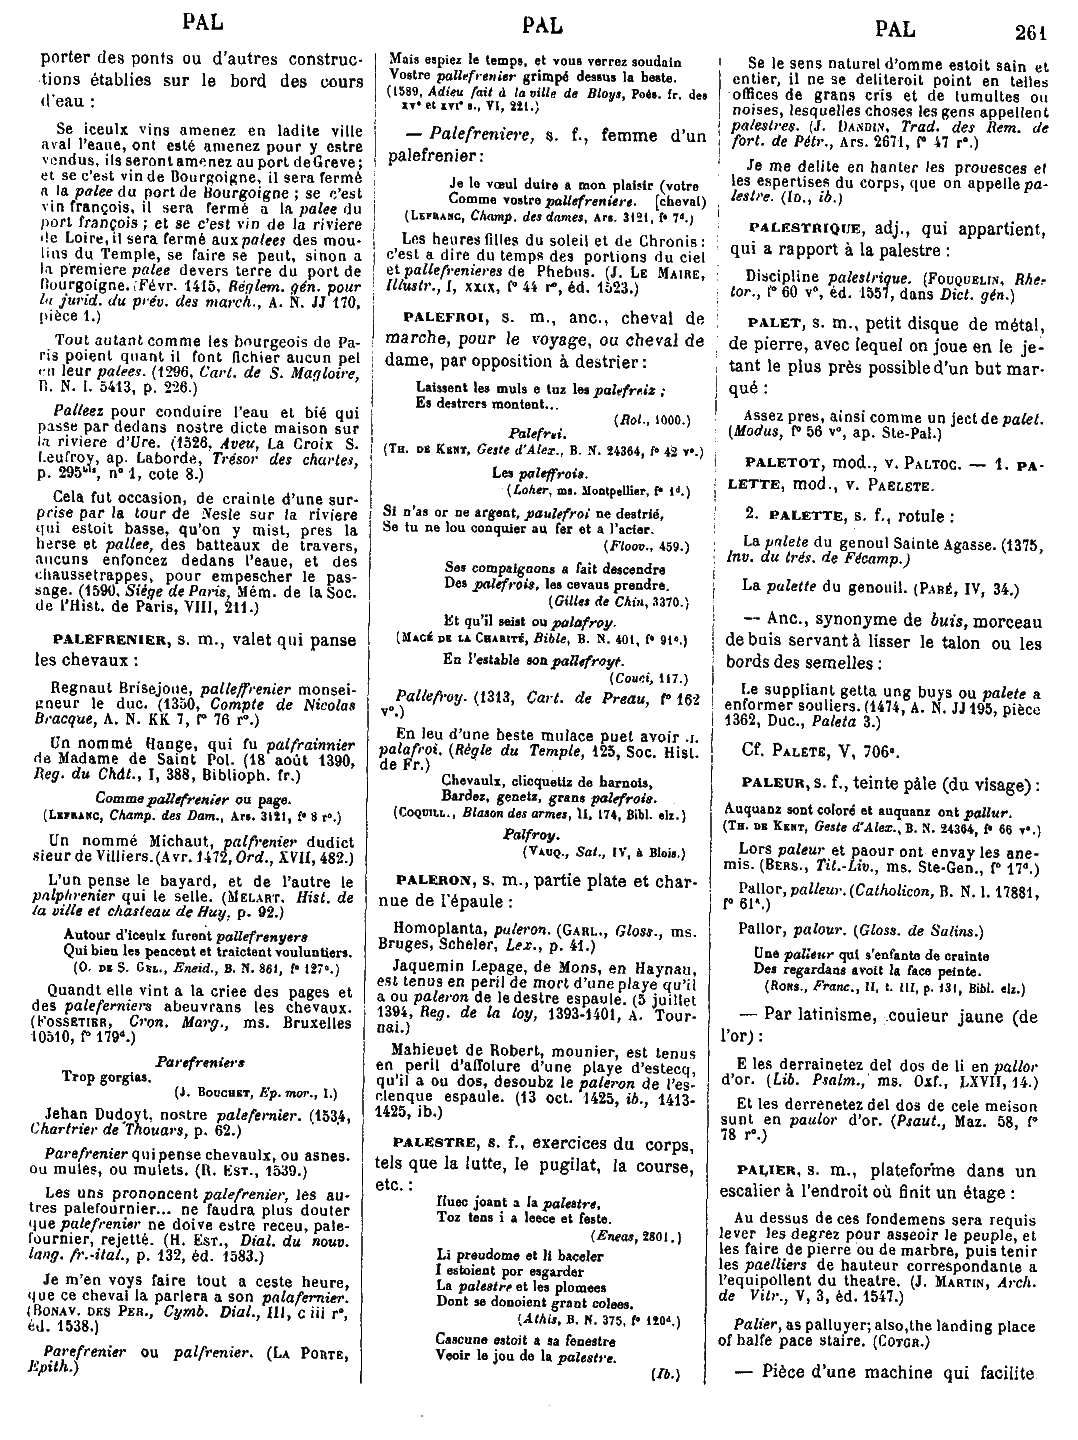 PAL
PAL
PAL
261
porter des ponts ou d'autres construc-
tions établies sur le bord des cours
d'eau :
Se iceulx vins amenez en ladite ville
aval l'eaue, ont esté amenez pour y estre
vendus, ils seront amenez au port de Greve;
et se c'est vin de Bourgoigne, il sera fermé
a la palee du port de Bourgoigne ; se c'est
vin françois, il sera fermé a la palee du
port françois ; et se c'est vin de la riviere
de Loire, il sera fermé aux palees des mou-
lins du Temple, se faire se peut, sinon a
la premiere palee devers terre du port de
Bourgoigne. (Févr. 1415, Réglem. gén. pour
la jurid. du prév. des march., A. N. JJ 170,
pièce 1.)
Tout autant comme les bourgeois de Pa-
ris poient quant il font fichier aucun pel
en leur palees. (1296, Cart. de S. Magloire,
B. N. l. 5413, p. 226.)
Palleez pour conduire l'eau et bié qui
passe par dedans nostre dicte maison sur
la riviere d'Ure. (1526, Aveu, La Croix S.
Leufroy, ap. Laborde, Trésor des chartes,
p. 295bis, n° 1, cote 8.)
Cela fut occasion, de crainte d'une sur-
prise par la tour de Nesle sur la riviere
qui estoit basse, qu'on y mist, pres la
herse et pallee, des batteaux de travers,
aucuns enfoncez dedans l'eaue, et des
chaussetrappes, pour empescher le pas-
sage. (1590, Siège de Paris, Mém. de la Soc.
de l'Hist. de Paris, VIII, 211.)
PALEFRENIER, s. m., valet qui panse
les chevaux :
Regnaut Brisejoue, palleffrenier monsei-
gneur le duc. (1350, Compte de Nicolas
Bracque, A. N. KK 7, f° 76 r°.)
Un nommé Hange, qui fu palfrainnier
de Madame de Saint Pol. (18 août 1390,
Reg. du Chât., I, 388, Biblioph. fr.)
Comme pallefrenier ou page.
(LEFRANC, Champ. des Dam., Ars. 3121, f° 8 r°.)
Un nommé Michaut, palfrenier dudict
sieur de Villiers. (Avr. 1472, Ord., XVII, 482.)
L'un pense le bayard, et de l'autre le
palphrenier qui le selle. (MELART, Hist. de
la ville et chasteau de Huy, p. 92.)
Autour d'iceulx furent pallefrenyers
Qui bien les pencent et traictent vouluntiers.
(O. DE S. GEL., Eneid., B. N. 861, f° 127°.)
Quandt elle vint a la criee des pages et
des paleferniers abeuvrans les chevaux.
(FOSSETIER, Cron. Marg., ms. Bruxelles
10510, f° 179d.)
Parefreniers
Trop gorgias.
(J. BOUCHET, Ep. mor., I.)
Jehan Dudoyt, nostre palefernier. (1534,
Chartrier de Thouars, p. 62.)
Parefrenier qui pense chevaulx, ou asnes.
ou mules, ou mulets. (R. EST., 1539.)
Les uns prononcent palefrenier, les au-
tres palefournier... ne faudra plus douter
que palefrenier ne doive estre receu, pale-
fournier, rejetté. (H. EST., Dial. du nouv.
lang. fr.-ital., p. 132, éd. 1583.)
Je m'en voys faire tout a ceste heure,
que ce cheval la parlera a son palafernier.
(BONAV. DES PER., Cymb. Dial., III, c iii r°,
éd. 1538.)
Parefrenier ou palfrenier. (LA PORTE,
Epith.)
Mais espiez le temps, et vous verrez soudain
Vostre pallefrenier grimpé dessus la beste.
(1589, Adieu fait à la ville de Bloys, Poés. fr. des
xv° et xvi° s., VI, 221.)
— Palefreniere, s. f., femme d'un
palefrenier :
Je le vœul duire a mon plaisir (votre
Comme vostre pallefreniere. [cheval)
(LEFRANC, Champ. des dames, Ars. 3121, f° 7d.)
Les heures filles du soleil et de Chronis :
c'est a dire du temps des portions du ciel
et pallefrenieres de Phebus. (J. LE MAIRE,
Illustr., I, xxix, f° 44 r°, éd. 1523.)
PALEFROI, s. m., anc., cheval de
marche, pour le voyage, ou cheval de
dame, par opposition à destrier :
Laissent les muls e tuz les palefreiz ;
Es destrers montent...
(Rol., 1000.)
Palefrei.
(TH. DE KENT, Geste d'Alex., B. N. 24364, f° 42 v°.)
Les paleffrois.
(Loher, ms. Montpellier, f° 1d.)
Si n'as or ne argent, paulefroi ne destrié,
Se tu ne lou conquier au fer et a l'acier.
(Floov., 459.)
Ses compaignons a fait descendre
Des palefrois, les cevaus prendre.
(Gilles de Chin, 3370.)
Et qu'il seist ou palafroy.
(MACÉ DE LA CHARITÉ, Bible, B. N. 401, f° 91°.)
En l'estable son pallefroyt.
(Couci, 117.)
Pallefroy. (1313, Cart. de Preau, f° 162
v°.)
En leu d'une beste mulace puet avoir .I.
palafroi. (Règle du Temple, 125, Soc. Hist.
de Fr.)
Chevaulx, clicquetiz de harnois,
Bardez, genetz, grans palefrois.
(COQUILL., Blason des armes, II, 174, Bibl. elz.)
Palfroy.
(VAUQ., Sat., IV, à Blois.)
PALERON, s. m., partie plate et char-
nue de l'épaule :
Homoplanta, puleron. (GARL., Gloss., ms.
Bruges, Scheler, Lex., p. 41.)
Jaquemin Lepage, de Mons, en Haynau,
est tenus en peril de mort d'une playe qu'il
a ou paleron de le destre espaule. (5 juillet
1394, Reg. de la loy, 1393-1401, A. Tour-
nai.)
Mahieuet de Robert, mounier, est tenus
en peril d'affolure d'une playe d'estecq,
qu'il a ou dos, desoubz le paleron de l'es-
clenque espaule. (13 oct. 1425, ib., 1413-
1425, ib.)
PALESTRE, s. f., exercices du corps,
tels que la lutte, le pugilat, la course,
etc. :
Iluec joant a la palestre,
Toz tens i a leece et feste.
(Eneas, 2801.)
Li preudome et li baceler
I estoient por esgarder
La palestre et les plomees
Dont se donoient grant colees.
(Athis, B. N. 375, f° 120d.)
Cascune estoit a sa fenestre
Veoir le jou de la palestre.
(Ib.)
Se le sens naturel d'omme estoit sain et
entier, il ne se deliteroit point en telles
offices de grans cris et de tumultes ou
noises, lesquelles choses les gens appellent
palestres. (J. DANDIN, Trad. des Rem. de
fort. de Pétr., Ars. 2671, f° 47 r°.)
Je me delite en hanter les prouesces et
les espertises du corps, que on appelle pa-
lestre. (ID., ib.)
PALESTRIQUE, adj., qui appartient,
qui a rapport à la palestre :
Discipline palestrique. (FOUQUELIN, Rhe-
tor., f° 60 v°, éd. 1557, dans Dict. gén.)
PALET, s. m., petit disque de métal,
de pierre, avec lequel on joue en le je-
tant le plus près possible d'un but mar-
qué :
Assez pres, ainsi comme un ject de palet.
(Modus, f° 56 v°, ap. Ste-Pal.)
PALETOT, mod., v. PALTOC. — 1. PA-
LETTE, mod., v. PAELETE.
2. PALETTE, s. f., rotule :
La palete du genoul Sainte Agasse. (1375,
Inv. du trés. de Fécamp.)
La palette du genouil. (PARÉ, IV, 34.)
— Anc., synonyme de buis, morceau
de buis servant à lisser le talon ou les
bords des semelles :
Le suppliant getta ung buys ou palete a
enformer souliers. (1474, A. N. JJ 195, pièce
1362, Duc., Paleta 3.)
Cf. PALETE, V, 706a.
PALEUR, s. f., teinte pâle (du visage) :
Auquanz sont coloré et auquanz ont pallur.
(TH. DE KENT, Geste d'Alex., B. N. 24364, f° 66 v°.)
Lors paleur et paour ont envay les ane-
mis. (BERS., Tit.-Liv., ms. Ste-Gen., f° 17d.)
Pallor, palleur. (Catholicon, B. N. l. 17881,
f° 61a.)
Pallor, palour. (Gloss. de Salins.)
Une palleur qui s'enfante de crainte
Des regardans avoit la face peinte.
(RONS., Franc., II, t. III, p. 131, Bibl. elz.)
— Par latinisme, couleur jaune (de
l'or) :
E les derrainetez del dos de li en pallor
d'or. (Lib. Psalm., ms. Oxf., LXVII, 14.)
Et les derrenetez del dos de cele meison
sunt en paulor d'or. (Psaut., Maz. 58, f°
78 r°.)
PALIER, s. m., plateforme dans un
escalier à l'endroit où finit un étage :
Au dessus de ces fondemens sera requis
lever les degrez pour asseoir le peuple, et
les faire de pierre ou de marbre, puis tenir
les paelliers de hauteur correspondante a
l'equipollent du theatre. (J. MARTIN, Arch.
de Vitr., V, 3, éd. 1547.)
Palier, as palluyer; also, the landing place
of halfe pace staire. (COTGR.)
— Pièce d'une machine qui facilite